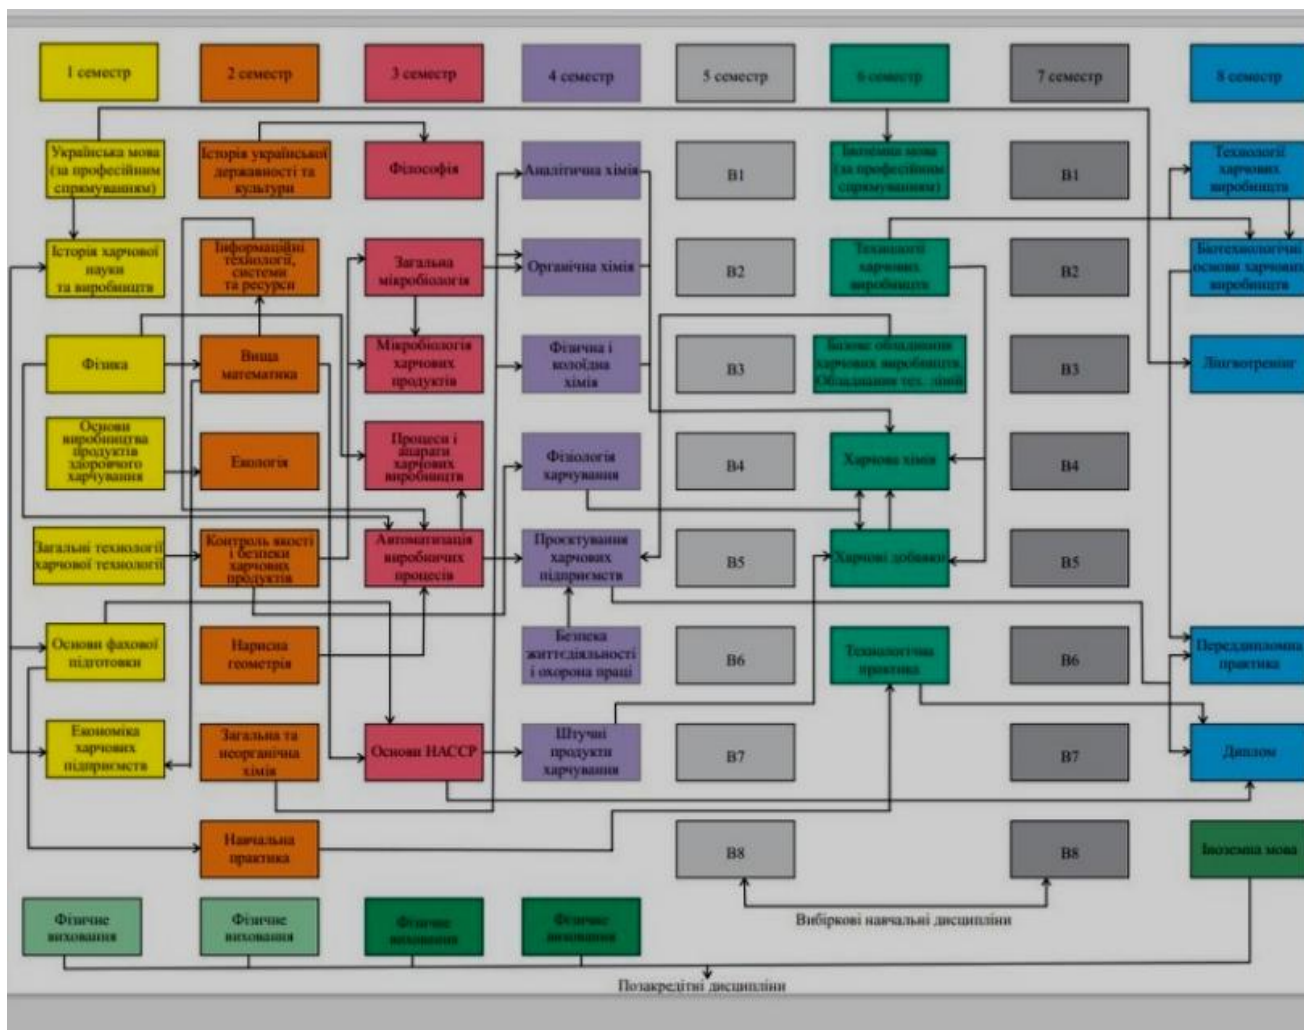 1 семестр
2 семестр
3 семестр
4 семестр
5 семестр
6 семестр
7 семестр
8 семестр
Українська мова
(за професійним
спрямуванням)
Історія української
державності та
культури
Філософія
Аналітична хімія
В1
Іноземна мова
(за професійним
спрямуванням)
В1
Технології
харчових
виробництв
Історія харчової
науки
та виробництв
Інформаційні
технології,
системи
та ресурси
Загальна
мікробіологія
Органічна хімія
В2
Технології
харчових
виробництв
В2
Біотехнологічні
основи харчових
виробництв
Фізика
Вища
математика
Мікробіологія
харчових
продуктів
Фізична і
колоїдна
хімія
В3
Базове обладнання
харчових виробництв.
Обладнання тех. ліній
В3
Лінгвотренінг
Основи
виробництва
продуктів
здорового
харчування
Екологія
Процеси і
апарати
харчових
виробництв
Фізіологія
харчування
В4
Харчова хімія
В4
Загальні технології
харчової технології
Контроль якості
і безпеки
харчових
продуктів
Автоматизація
виробничих
процесів
Проєктування
харчових
підприємств
В5
Харчові добавки
В5
Основи фахової
підготовки
Нарисна
геометрія
Безпека
життєдіяльності
і охорона праці
В6
Технологічна
практика
В6
Переддипломна
практика
Економіка
харчових
підприємств
Загальна та
неорганічна
хімія
Основи НАССР
Штучні
продукти
харчування
В7
В7
Диплом
Навчальна
практика
В8
В8
Іноземна мова
Фізичне
виховання
Фізичне
виховання
Фізичне
виховання
Фізичне
виховання
Вибіркові навчальні дисципліни
Позакредітні дисципліни